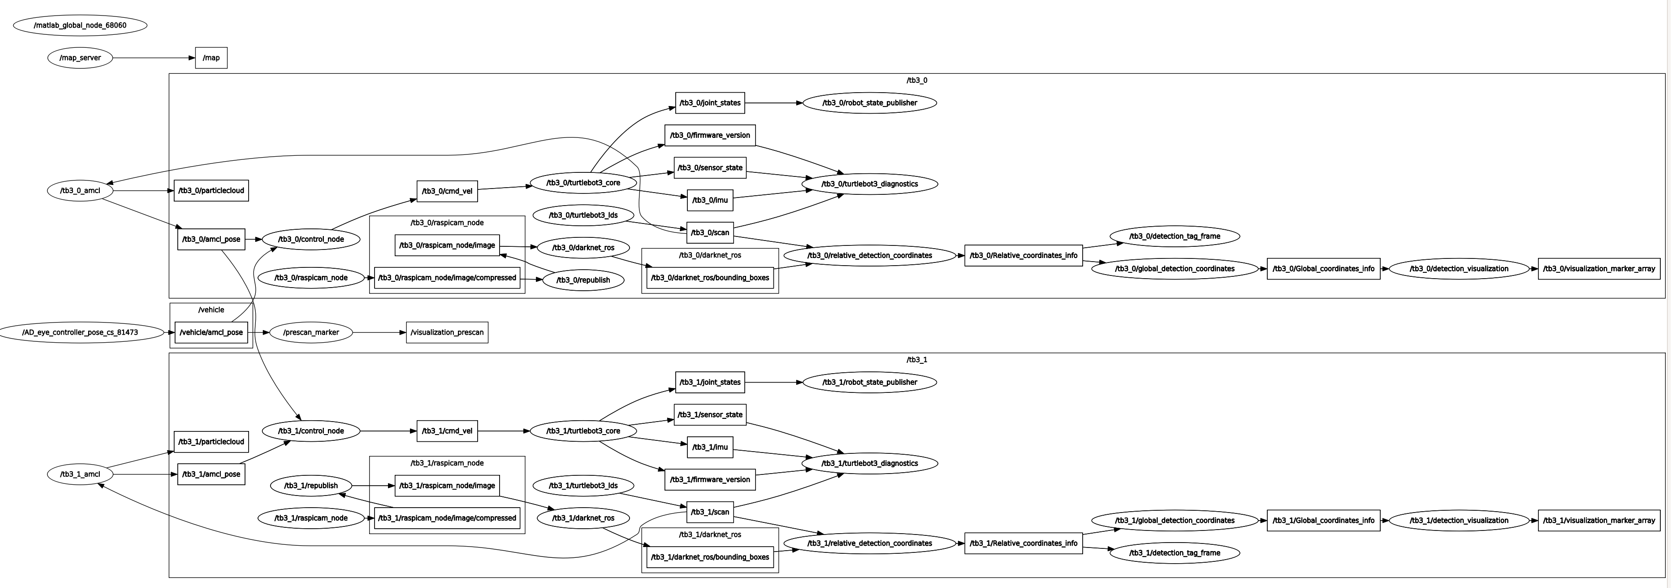 /matlab_global_node_68060
/map_server
/map
/tb3_0
/tb3_0/joint_states
/tb3_0/robot_state_publisher
/tb3_0/firmware_version
/tb3_0/sensor_state
/tb3_0_amcl
/tb3_0/particlecloud
/tb3_0/cmd_vel
/tb3_0/turtlebot3_core
/tb3_0/turtlebot3_diagnostics
/tb3_0/imu
/tb3_0/turtlebot3_lds
/tb3_0/raspicam_node
/tb3_0/scan
/tb3_0/amcl_pose
/tb3_0/control_node
/tb3_0/raspicam_node/image
/tb3_0/darknet_ros
/tb3_0/darknet_ros
/tb3_0/relative_detection_coordinates
/tb3_0/Relative_coordinates_info
/tb3_0/detection_tag_frame
/tb3_0/raspicam_node
/tb3_0/raspicam_node/image/compressed
/tb3_0/republish
/tb3_0/darknet_ros/bounding_boxes
/tb3_0/global_detection_coordinates
/tb3_0/Global_coordinates_info
/tb3_0/detection_visualization
/tb3_0/visualization_marker_array
/vehicle
/AD_eye_controller_pose_cs_81473
/vehicle/amcl_pose
/prescan_marker
/visualization_prescan
/tb3_1
/tb3_1/joint_states
/tb3_1/robot_state_publisher
/tb3_1/sensor_state
/tb3_1/control_node
/tb3_1/cmd_vel
/tb3_1/turtlebot3_core
/tb3_1/particlecloud
/tb3_1/imu
/tb3_1/turtlebot3_diagnostics
/tb3_1_amcl
/tb3_1/amcl_pose
/tb3_1/raspicam_node
/tb3_1/firmware_version
/tb3_1/republish
/tb3_1/raspicam_node/image
/tb3_1/turtlebot3_lds
/tb3_1/scan
/tb3_1/raspicam_node
/tb3_1/raspicam_node/image/compressed
/tb3_1/darknet_ros
/tb3_1/darknet_ros
/tb3_1/global_detection_coordinates
/tb3_1/Global_coordinates_info
/tb3_1/detection_visualization
/tb3_1/visualization_marker_array
/tb3_1/relative_detection_coordinates
/tb3_1/Relative_coordinates_info
/tb3_1/detection_tag_frame
/tb3_1/darknet_ros/bounding_boxes